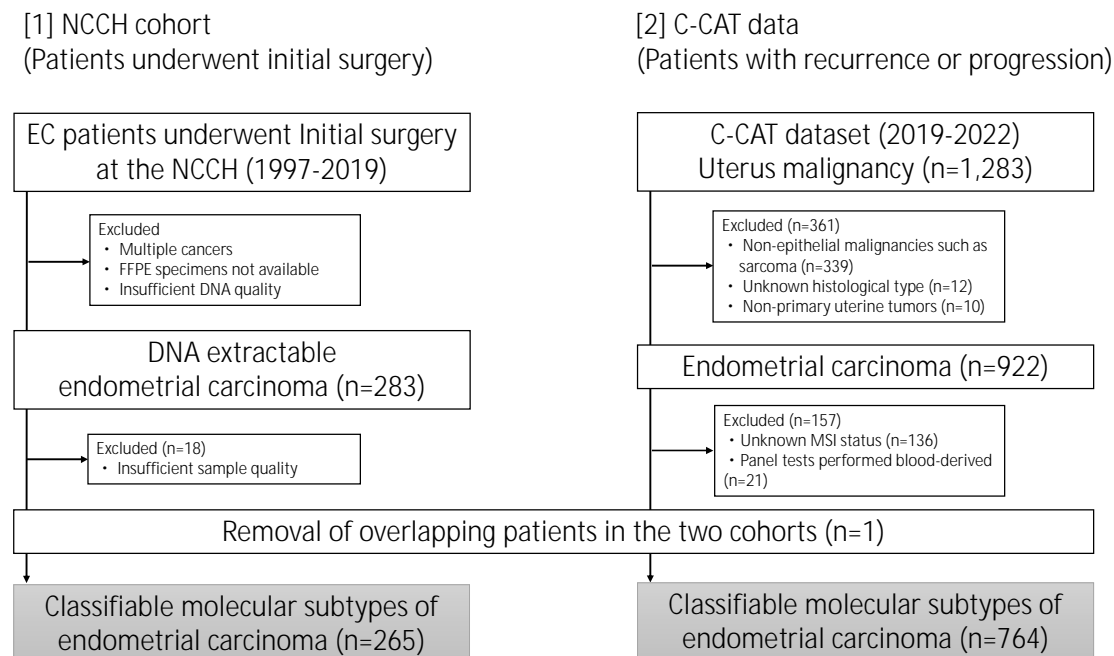 [1] NCCH cohort
(Patients underwent initial surgery)
EC patients underwent Initial surgery
at the NCCH (1997-2019)
Excluded
・ Multiple cancers
・ FFPE specimens not available
・ Insufficient DNA quality
DNA extractable
endometrial carcinoma (n=283)
Excluded (n=18)
・ Insufficient sample quality
[2] C-CAT data
(Patients with recurrence or progression)
C-CAT dataset (2019-2022)
Uterus malignancy (n=1,283)
Excluded (n=361)
・ Non-epithelial malignancies such as
sarcoma (n=339)
・ Unknown histological type (n=12)
・ Non-primary uterine tumors (n=10)
Endometrial carcinoma (n=922)
Excluded (n=157)
・ Unknown MSI status (n=136)
・ Panel tests performed blood-derived
(n=21)
Removal of overlapping patients in the two cohorts (n=1)
Classifiable molecular subtypes of
endometrial carcinoma (n=265)
Classifiable molecular subtypes of
endometrial carcinoma (n=764)